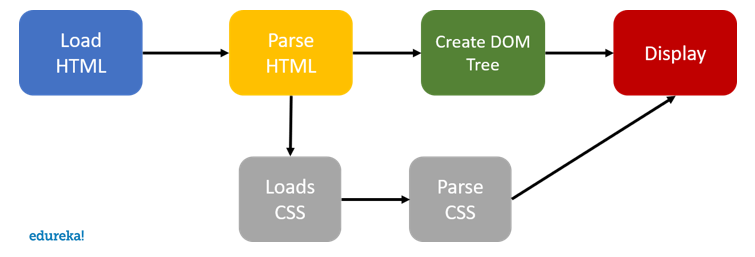 Load
HTML
Parse
HTML
Create DOM
Tree
Display
Loads
CSS
Parse
CSS
edureka!